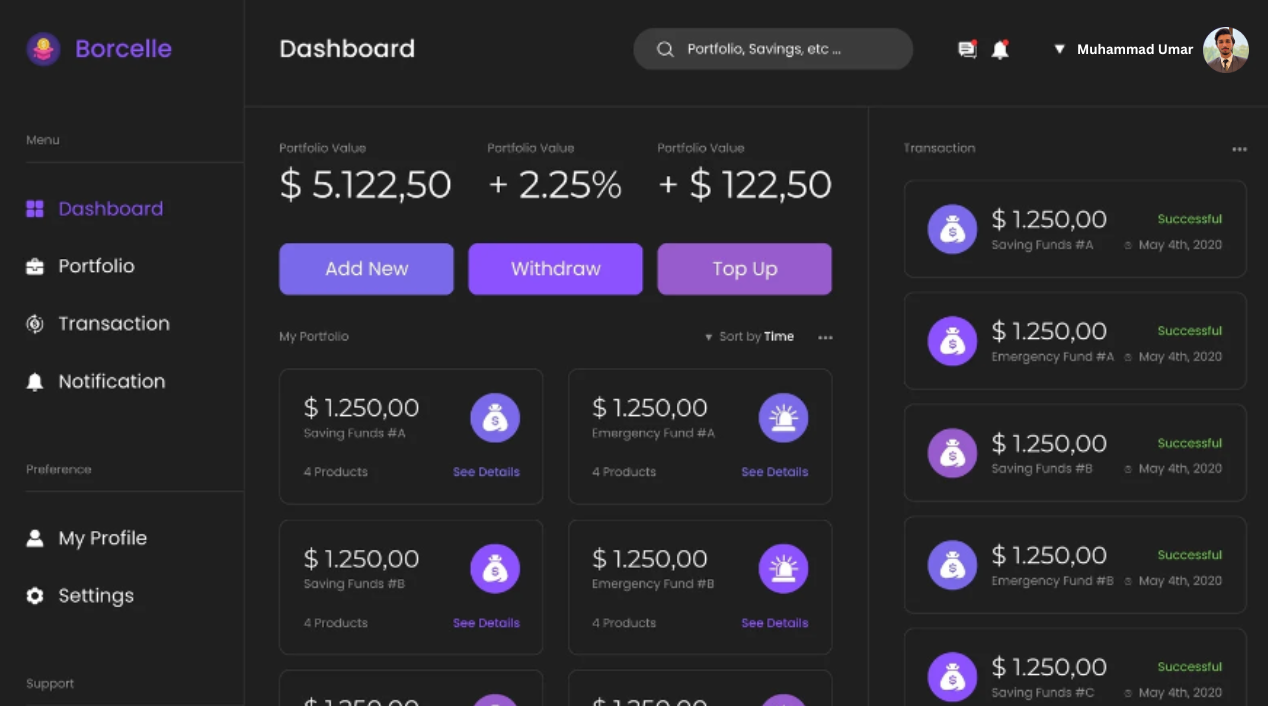 Borcelle
Dashboard
Portfolio, Savings, etc ...
Muhammad Umar
Menu
Dashboard
Portfolio
Transaction
Notification
Preference
My Profile
Settings
Support
Portfolio Value
$ 5.122,50
Portfolio Value
+ 2.25%
Portfolio Value
+ $ 122,50
Add New
Withdraw
Top Up
My Portfolio
Sort by Time
$ 1.250,00
Saving Funds #A
4 Products
See Details
$ 1.250,00
Emergency Fund #A
4 Products
See Details
$ 1.250,00
Saving Funds #B
4 Products
See Details
$ 1.250,00
Emergency Fund #B
4 Products
See Details
$ 1.250,00
$ 1.250,00
Transaction
$ 1.250,00
Successful
Saving Funds #A
May 4th, 2020
$ 1.250,00
Successful
Emergency Fund #A
May 4th, 2020
$ 1.250,00
Successful
Saving Funds #B
May 4th, 2020
$ 1.250,00
Successful
Emergency Fund #B
May 4th, 2020
$ 1.250,00
Successful
Saving Funds #C
May 4th, 2020